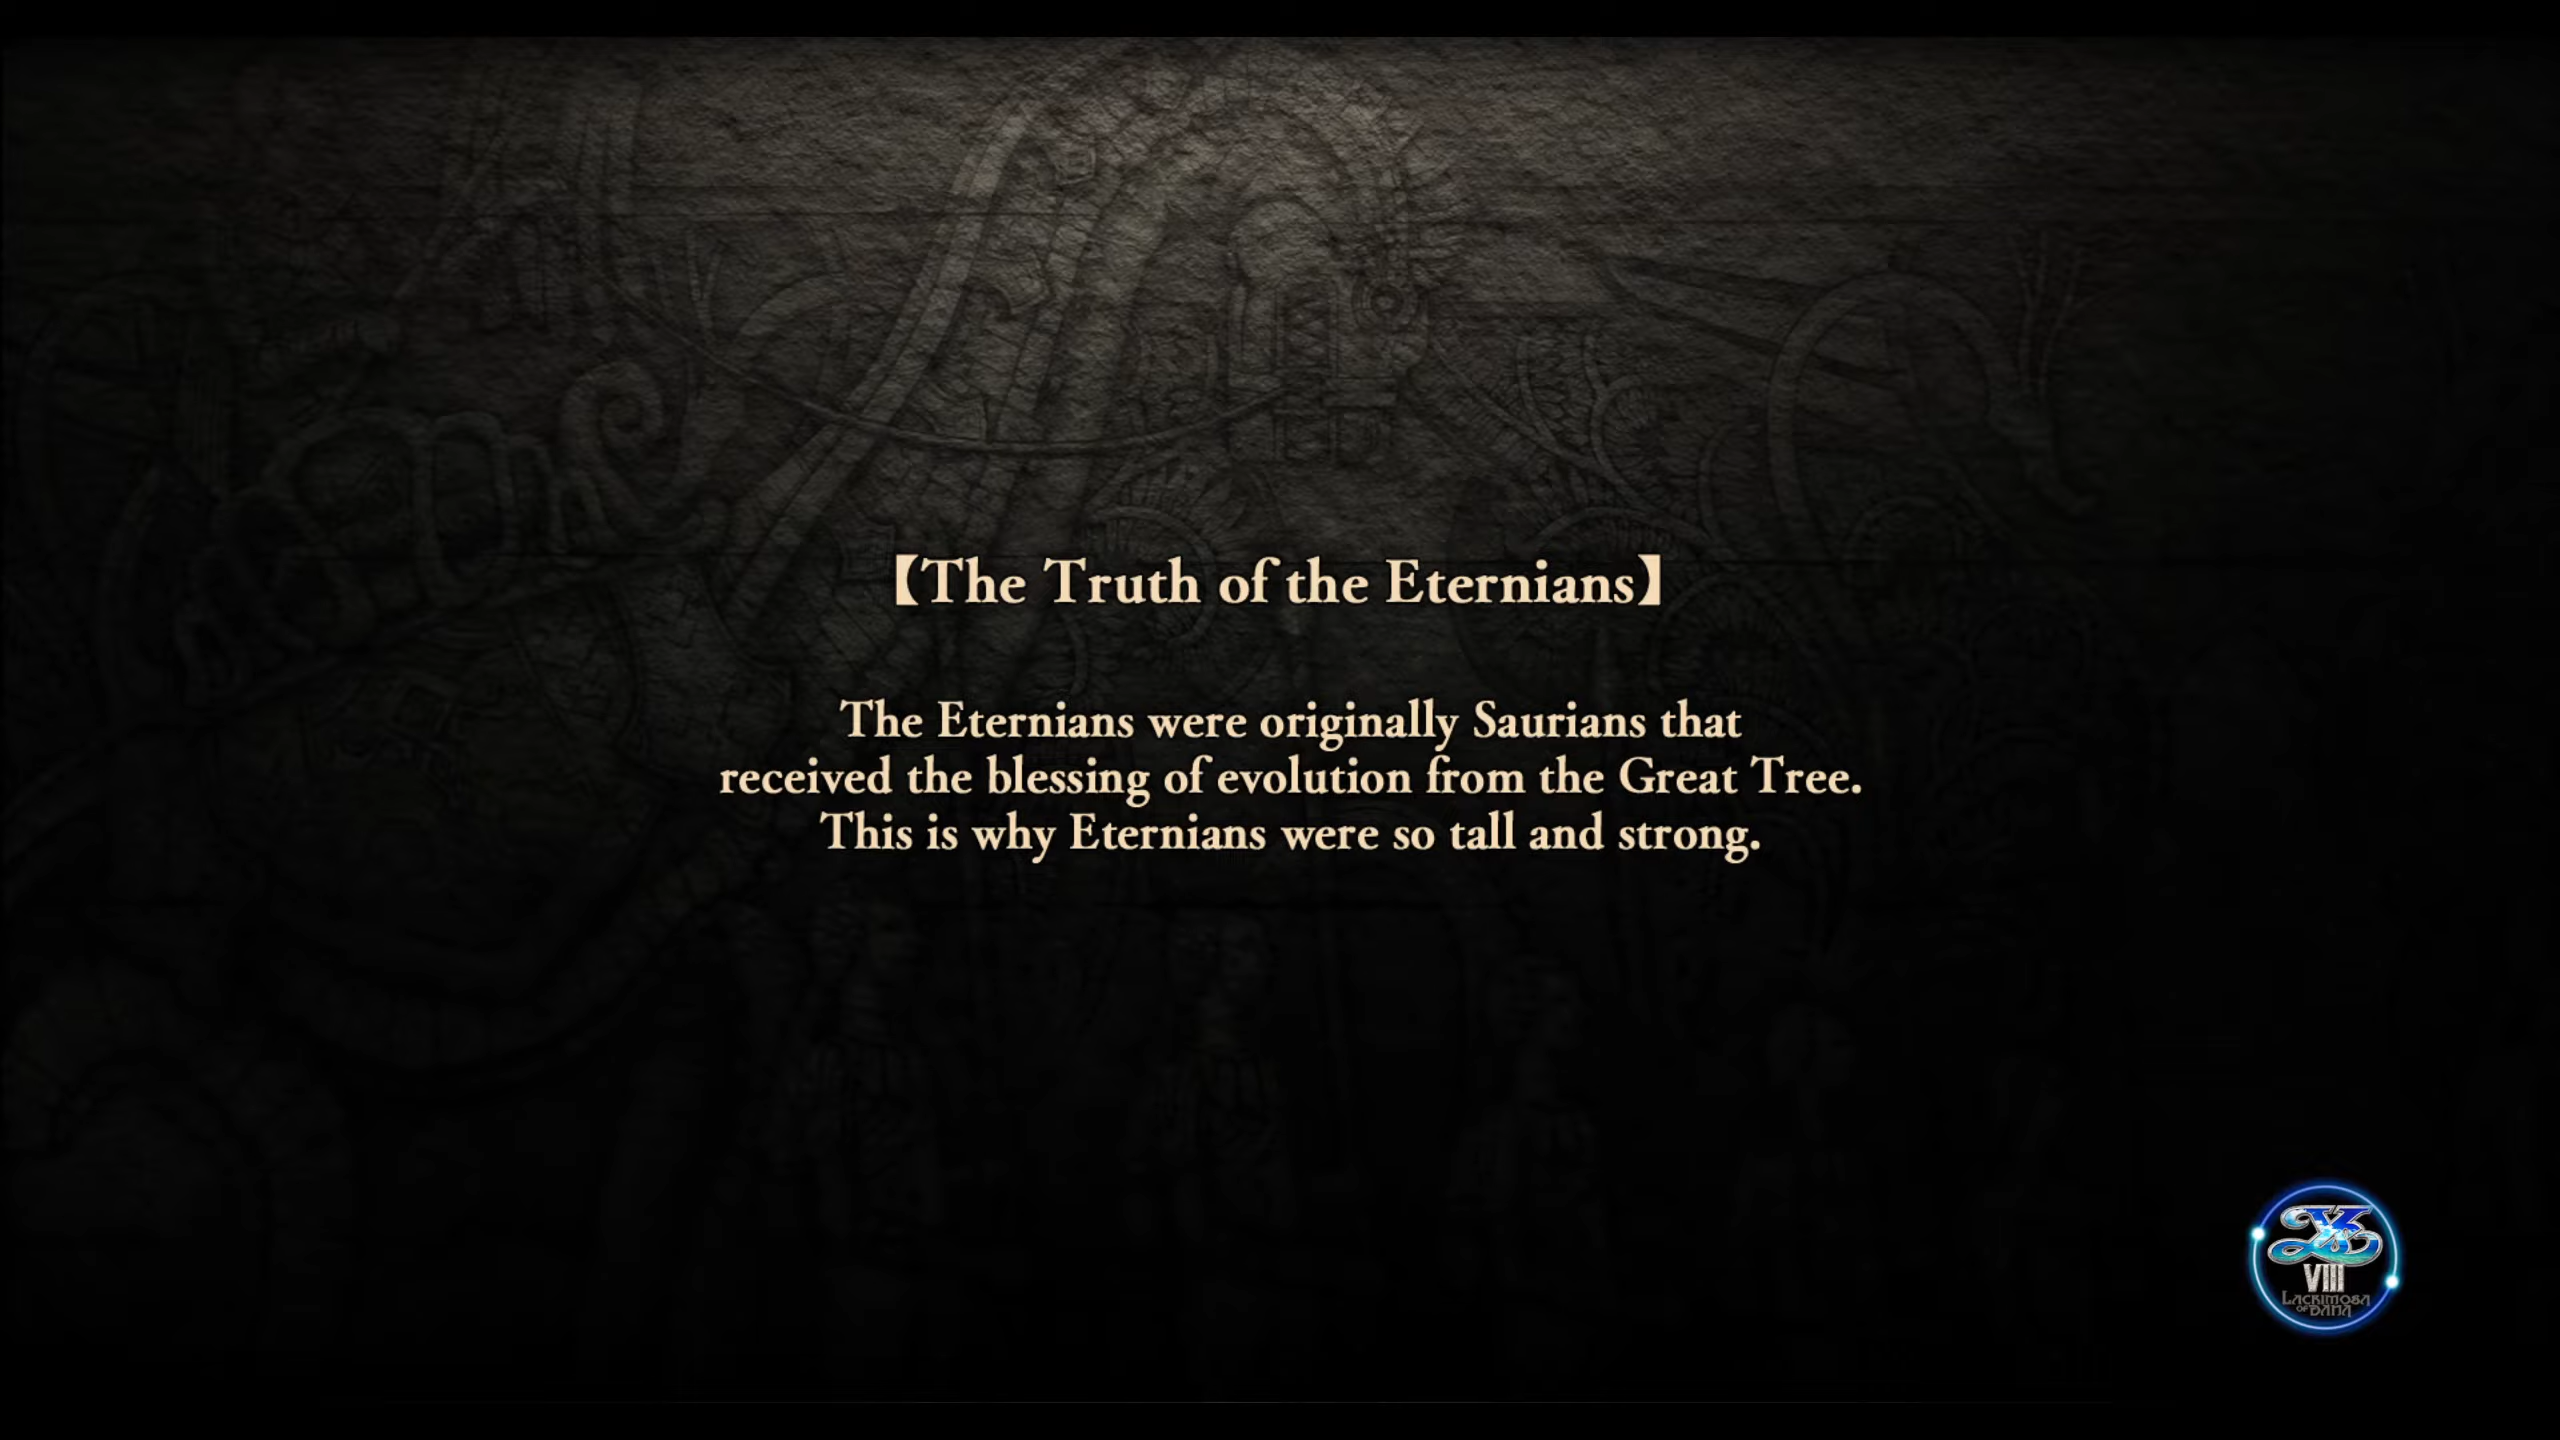 【The Truth of the Eternians】
The Eternians were originally Saurians that
received the blessing of evolution from the Great Tree.
This is why Eternians were so tall and strong.
Ys
VIII
LACRIMOSA
OF DANA